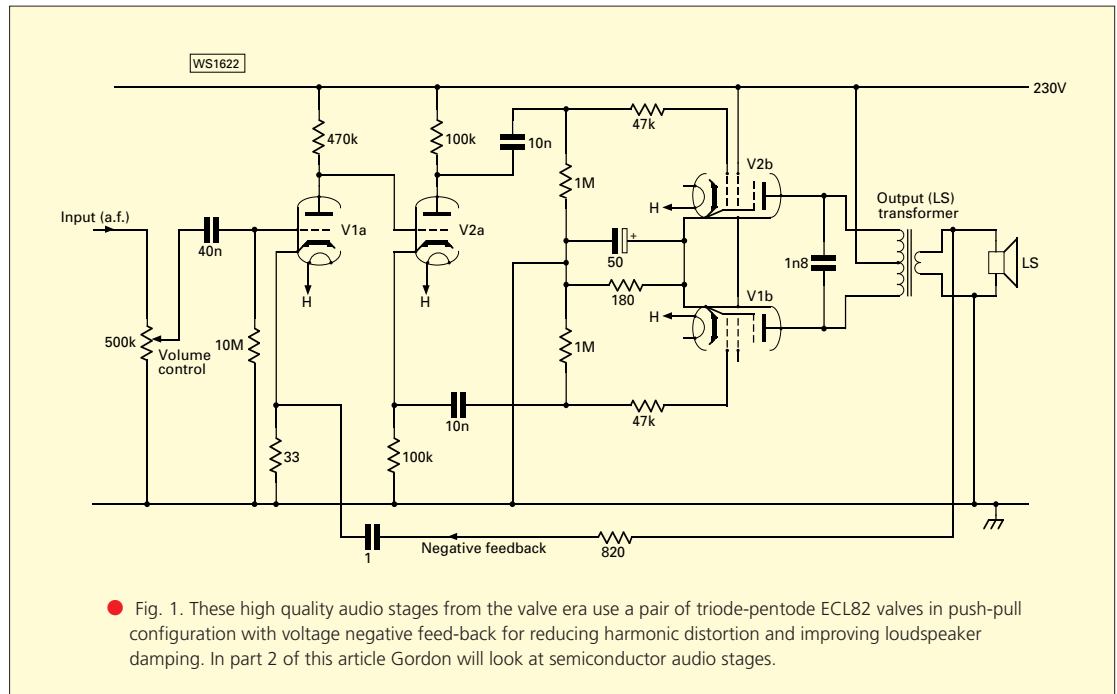 WS1622
230V
470k
100k
10n
47k
1M
V2b
Output (LS)
transformer
Input (a.f.)
40n
V1a
V2a
H
H
H
50
+
180
1n8
LS
500k
Volume
control
10M
H
V1b
1M
10n
47k
33
100k
1
Negative feedback
820
Fig. 1. These high quality audio stages from the valve era use a pair of triode-pentode ECL82 valves in push-pull
configuration with voltage negative feed-back for reducing harmonic distortion and improving loudspeaker
damping. In part 2 of this article Gordon will look at semiconductor audio stages.